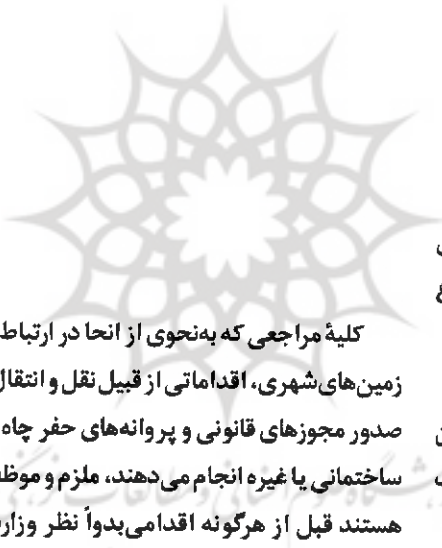 کلیهٔ مراجعی که به‌نحوی از انحا در ارتباط
زمین‌های‌شهری، اقداماتی از قبیل نقل و انتقال
صدور مجوزهای قانونی و پروانه‌های حفر چاه
ساختمانی یا غیره انجام می‌دهند، ملزم و موظف
هستند قبل از هرگونه اقدامی‌بدواً نظر وزارت